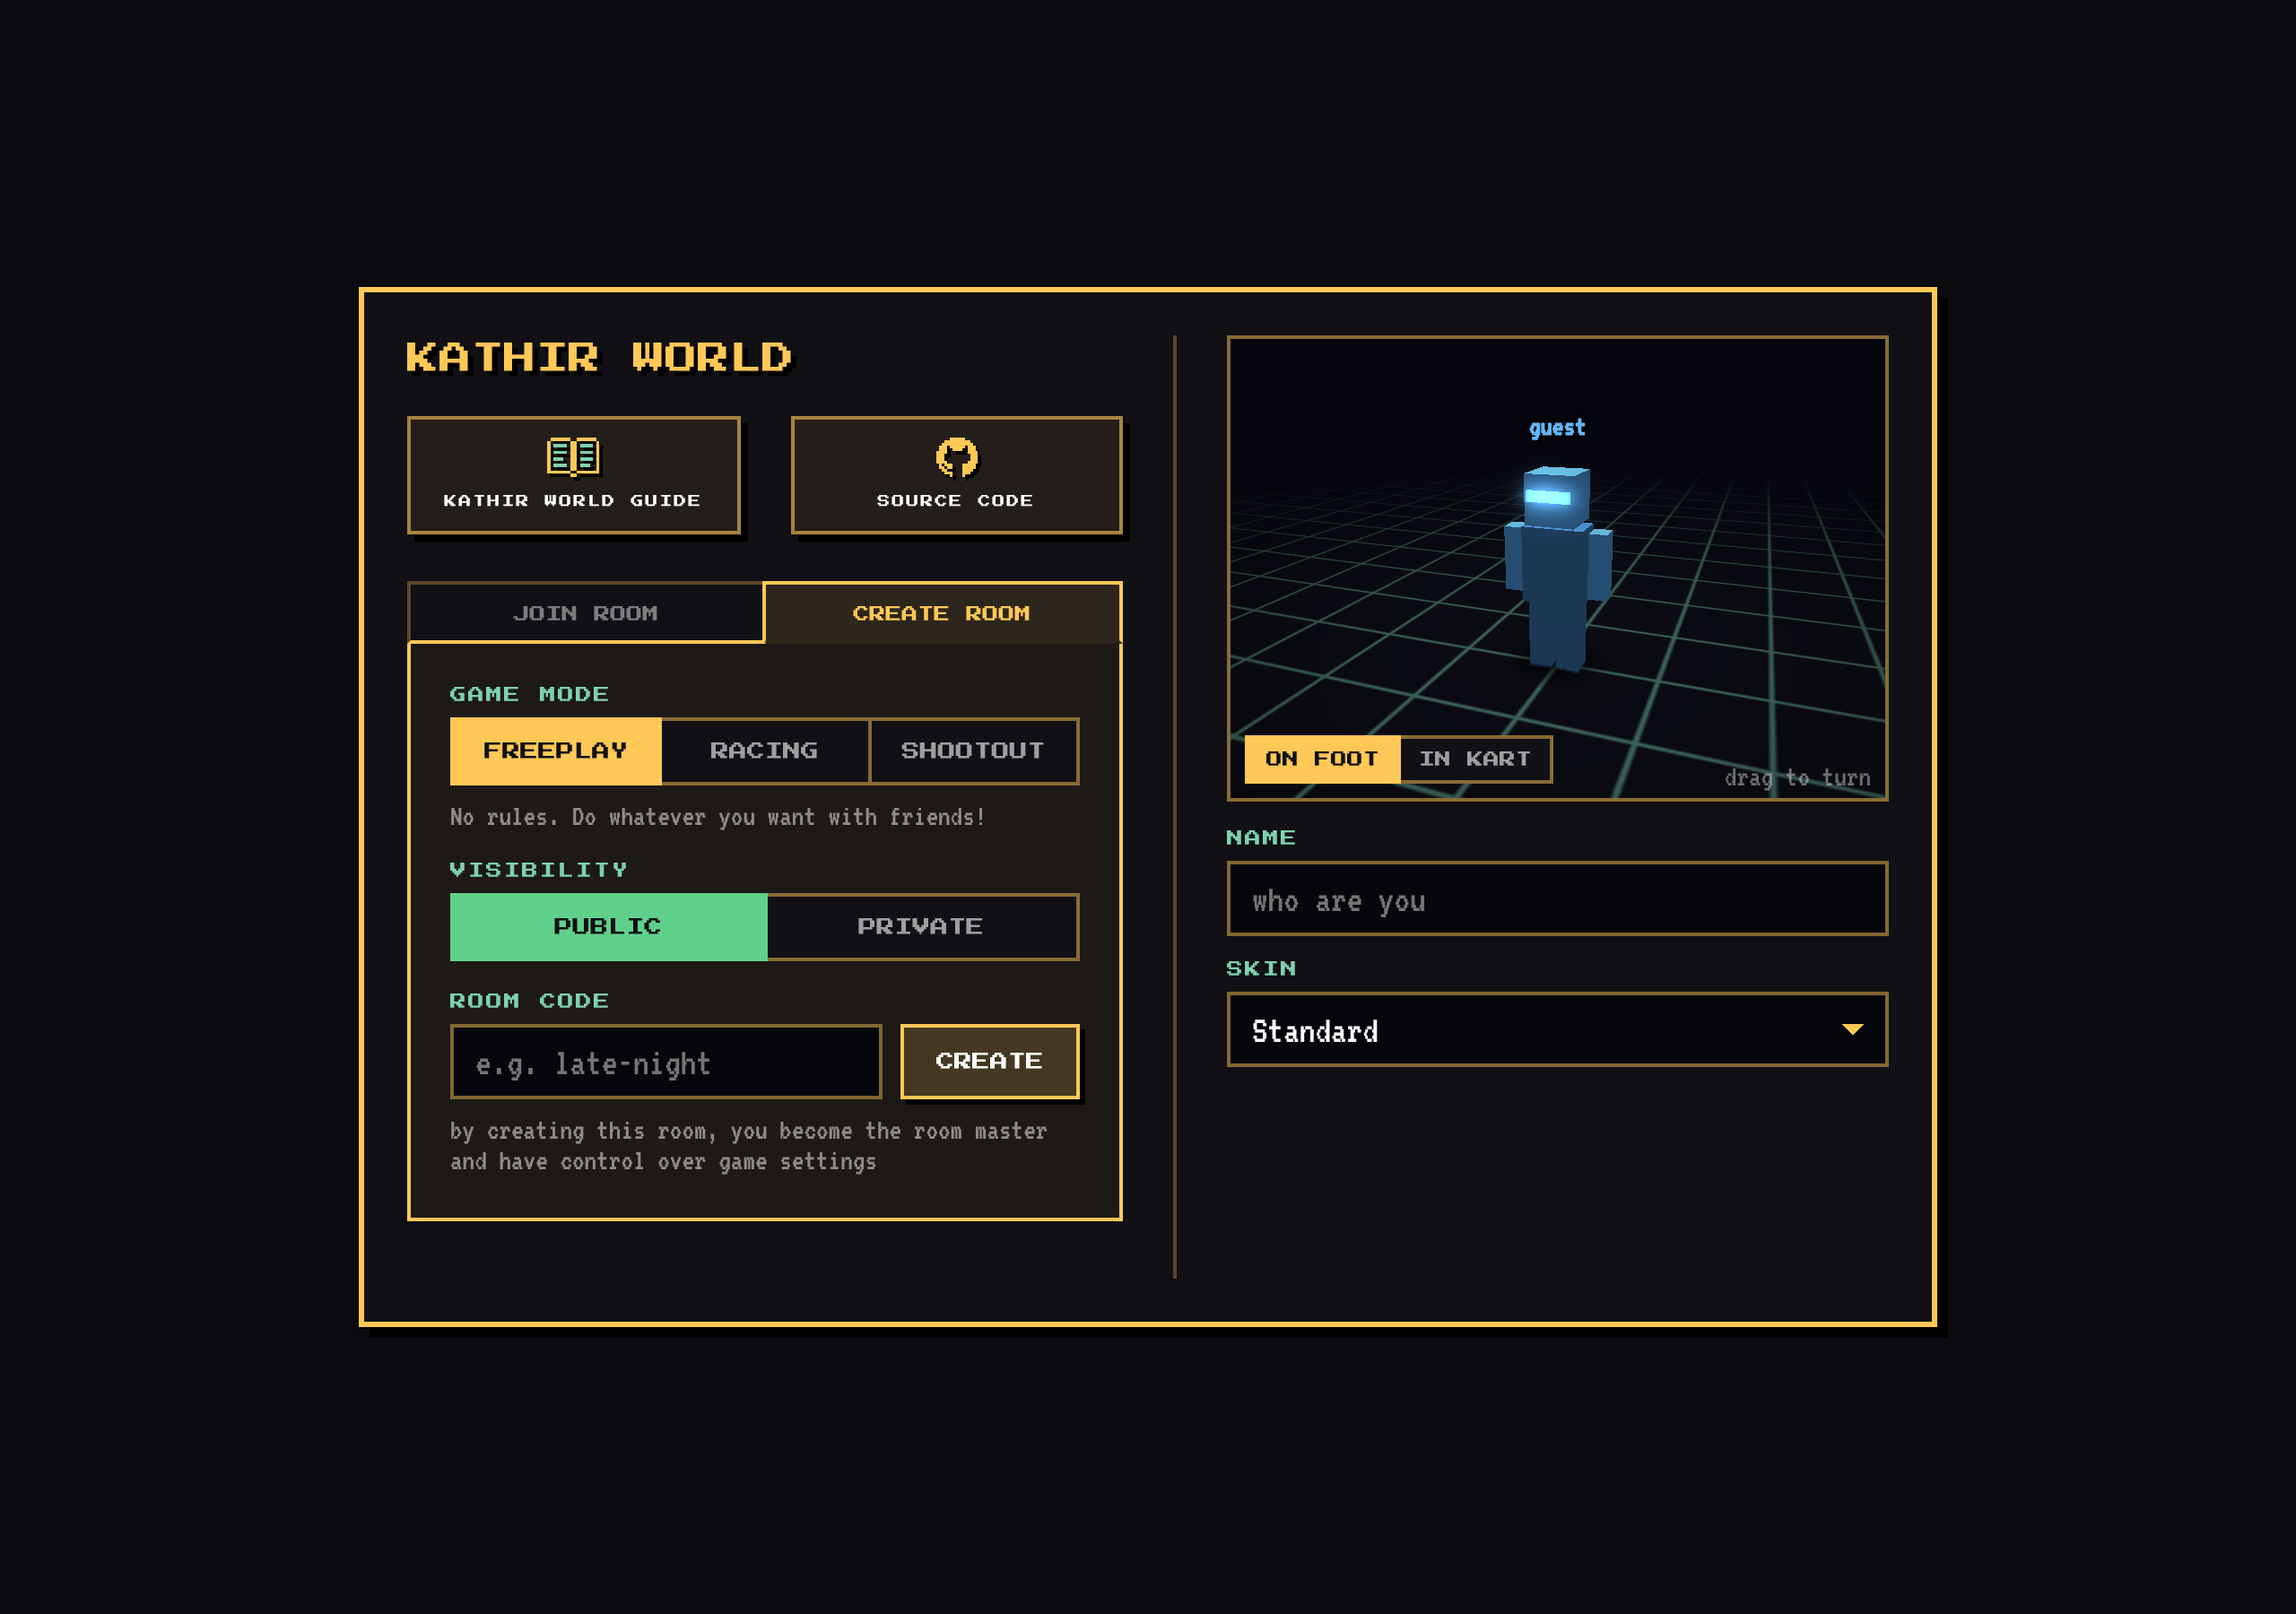 KATHIR WORLD
KATHIR WORLD GUIDE
SOURCE CODE
JOIN ROOM
CREATE ROOM
GAME MODE
FREEPLAY
RACING
SHOOTOUT
No rules. Do whatever you want with friends!
VISIBILITY
PUBLIC
PRIVATE
ROOM CODE
e.g. late-night
CREATE
by creating this room, you become the room master
and have control over game settings
guest
ON FOOT
IN KART
drag to turn
NAME
who are you
SKIN
Standard